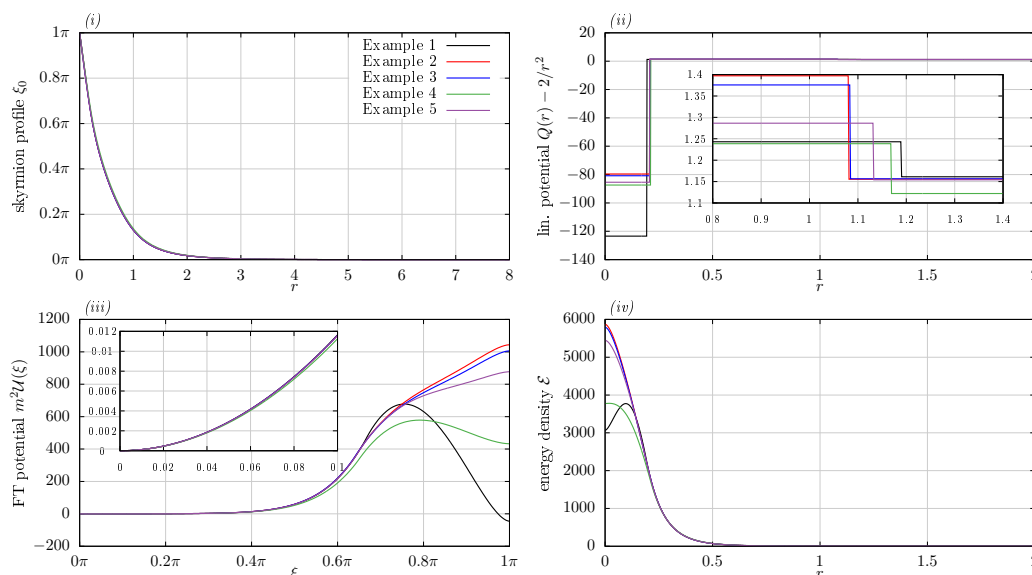 (i)
skyrmion profile ξ₀
1π
0.8π
0.6π
0.4π
0.2π
0π
0 1 2 3 4 5 6 7 8
r
Example 1
Example 2
Example 3
Example 4
Example 5
(ii)
lin. potential Q(r) − 2/r²
20
0
−20
−40
−60
−80
−100
−120
−140
0 0.5 1 1.5
r
1.4
1.35
1.3
1.25
1.2
1.15
1.1
0.8 0.9 1 1.1 1.2 1.3 1.4
(iii)
FT potential m²𝒰(ξ)
1200
1000
800
600
400
200
0
−200
0π 0.2π 0.4π 0.6π 0.8π 1π
ξ
0.012
0.01
0.008
0.006
0.004
0.002
0
0 0.02 0.04 0.06 0.08 0.1
(iv)
energy density ℰ
6000
5000
4000
3000
2000
1000
0
0 0.5 1 1.5
r